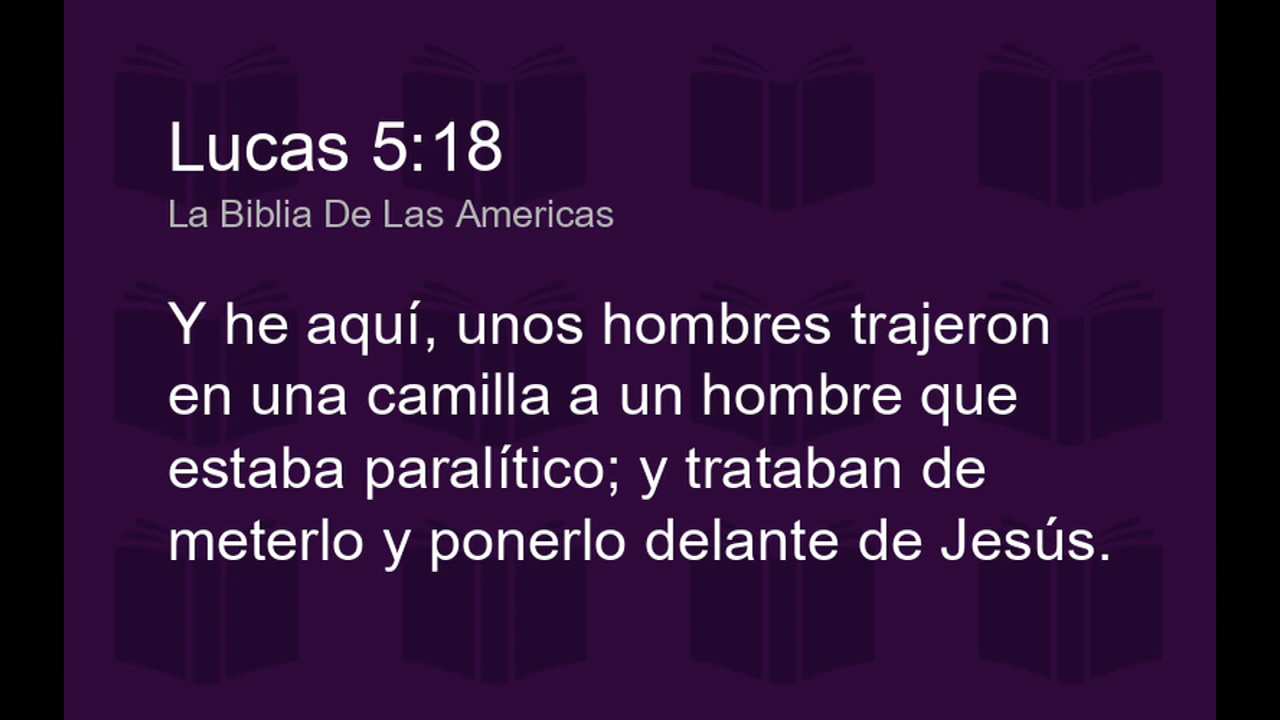 Lucas 5:18
La Biblia De Las Americas
Y he aquí, unos hombres trajeron
en una camilla a un hombre que
estaba paralítico; y trataban de
meterlo y ponerlo delante de Jesús.